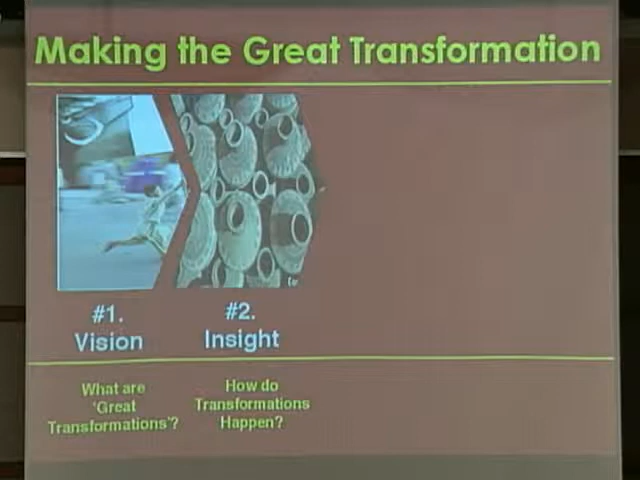 Making the Great Transformation
#1.
Vision
#2.
Insight
What are
'Great
Transformations'?
How do
Transformations
Happen?